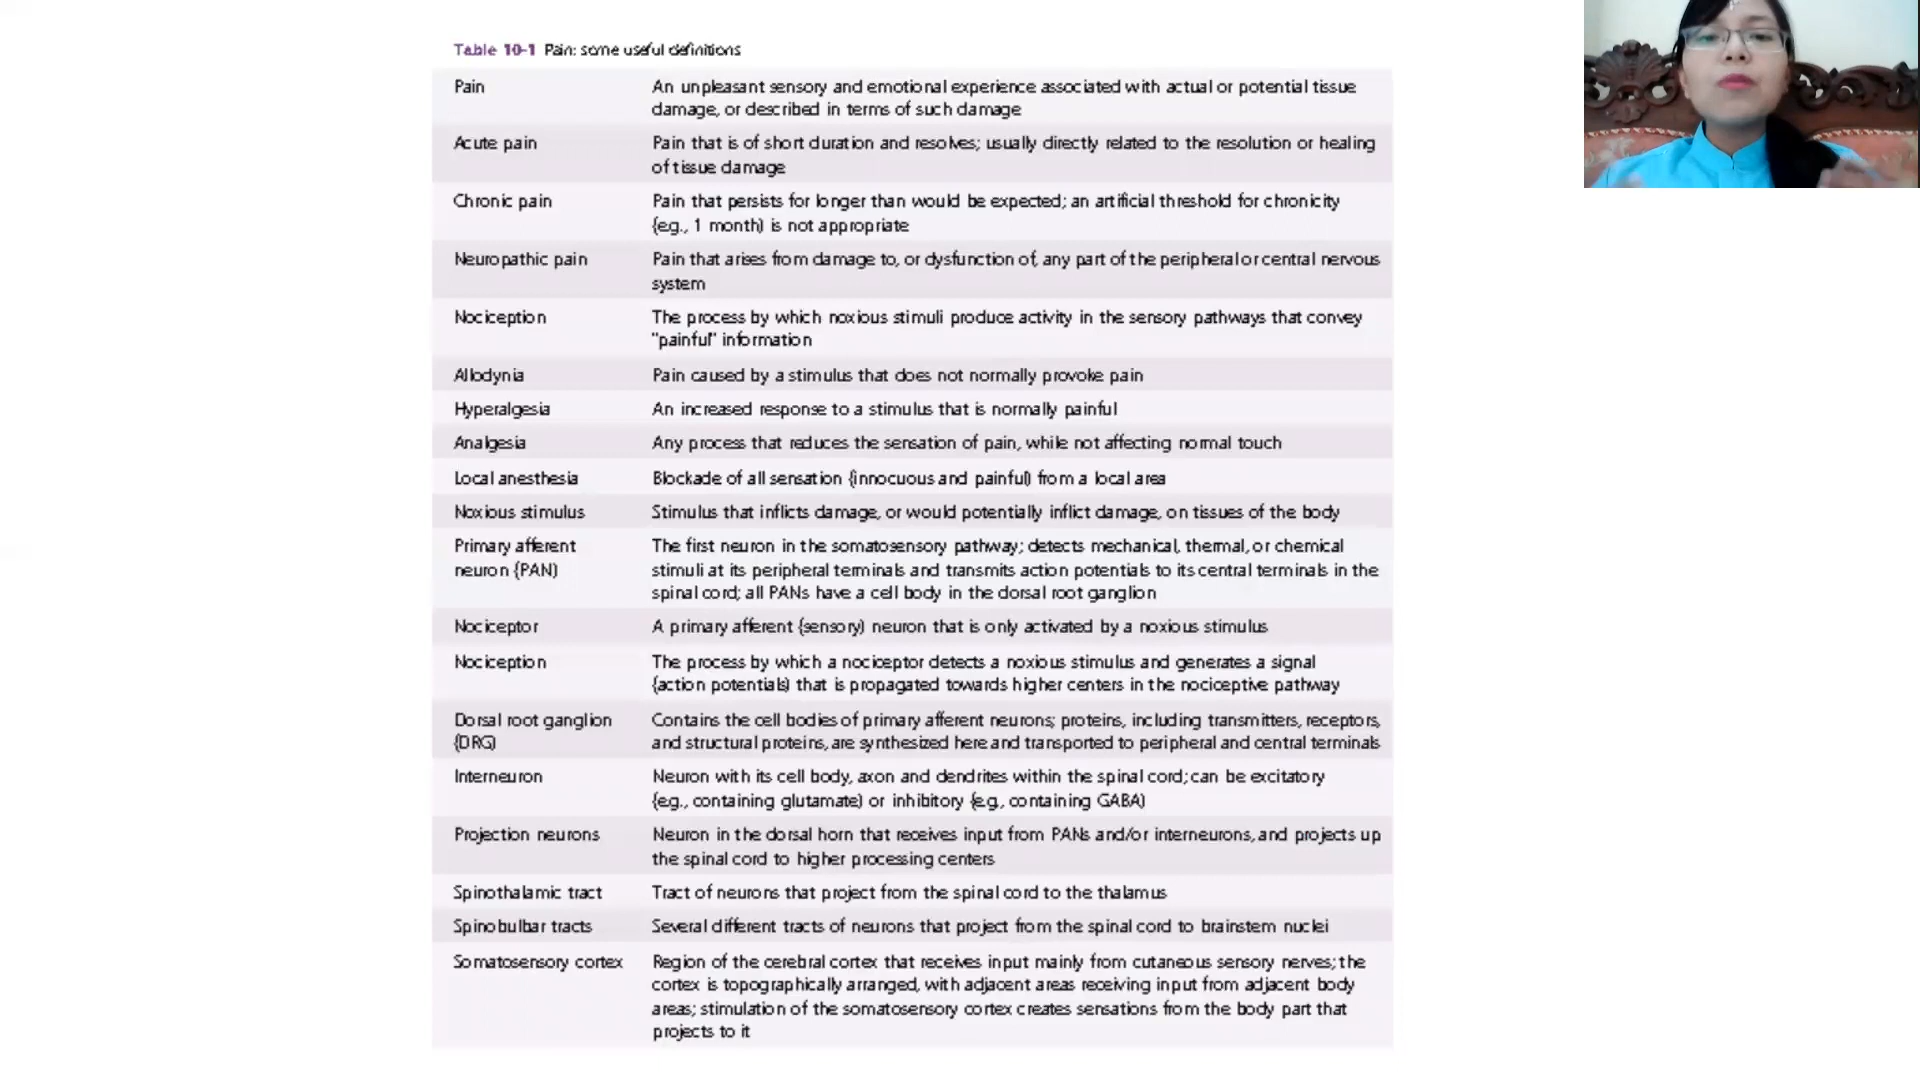 Table 10-1 Pain: some useful definitions
Pain
An unpleasant sensory and emotional experience associated with actual or potential tissue
damage, or described in terms of such damage
Acute pain
Pain that is of short duration and resolves; usually directly related to the resolution or healing
of tissue damage
Chronic pain
Pain that persists for longer than would be expected; an artificial threshold for chronicity
(e.g., 1 month) is not appropriate
Neuropathic pain
Pain that arises from damage to, or dysfunction of, any part of the peripheral or central nervous
system
Nociception
The process by which noxious stimuli produce activity in the sensory pathways that convey
"painful" information
Allodynia
Pain caused by a stimulus that does not normally provoke pain
Hyperalgesia
An increased response to a stimulus that is normally painful
Analgesia
Any process that reduces the sensation of pain, while not affecting normal touch
Local anesthesia
Blockade of all sensation (innocuous and painful) from a local area
Noxious stimulus
Stimulus that inflicts damage, or would potentially inflict damage, on tissues of the body
Primary afferent
neuron (PAN)
The first neuron in the somatosensory pathway; detects mechanical, thermal, or chemical
stimuli at its peripheral terminals and transmits action potentials to its central terminals in the
spinal cord; all PANs have a cell body in the dorsal root ganglion
Nociceptor
A primary afferent (sensory) neuron that is only activated by a noxious stimulus
Nociception
The process by which a nociceptor detects a noxious stimulus and generates a signal
(action potentials) that is propagated towards higher centers in the nociceptive pathway
Dorsal root ganglion
(DRG)
Contains the cell bodies of primary afferent neurons; proteins, including transmitters, receptors,
and structural proteins, are synthesized here and transported to peripheral and central terminals
Interneuron
Neuron with its cell body, axon and dendrites within the spinal cord; can be excitatory
(e.g., containing glutamate) or inhibitory (e.g., containing GABA)
Projection neurons
Neuron in the dorsal horn that receives input from PANs and/or interneurons, and projects up
the spinal cord to higher processing centers
Spinothalamic tract
Tract of neurons that project from the spinal cord to the thalamus
Spinobulbar tracts
Several different tracts of neurons that project from the spinal cord to brainstem nuclei
Somatosensory cortex
Region of the cerebral cortex that receives input mainly from cutaneous sensory nerves; the
cortex is topographically arranged, with adjacent areas receiving input from adjacent body
areas; stimulation of the somatosensory cortex creates sensations from the body part that
projects to it